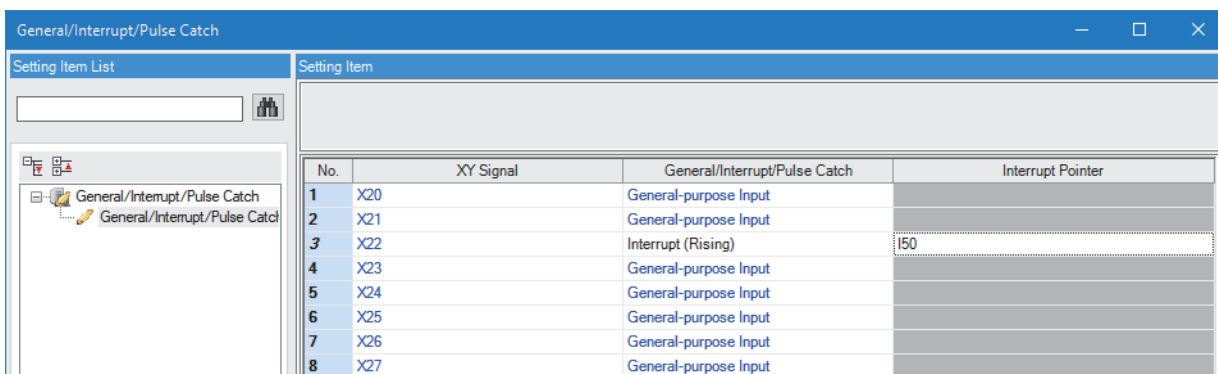 General/Interrupt/Pulse Catch
Setting Item List
Setting Item
General/Interrupt/Pulse Catch
General/Interrupt/Pulse Catch
No. XY Signal General/Interrupt/Pulse Catch Interrupt Pointer
1 X20 General-purpose Input
2 X21 General-purpose Input
3 X22 Interrupt (Rising) I50
4 X23 General-purpose Input
5 X24 General-purpose Input
6 X25 General-purpose Input
7 X26 General-purpose Input
8 X27 General-purpose Input